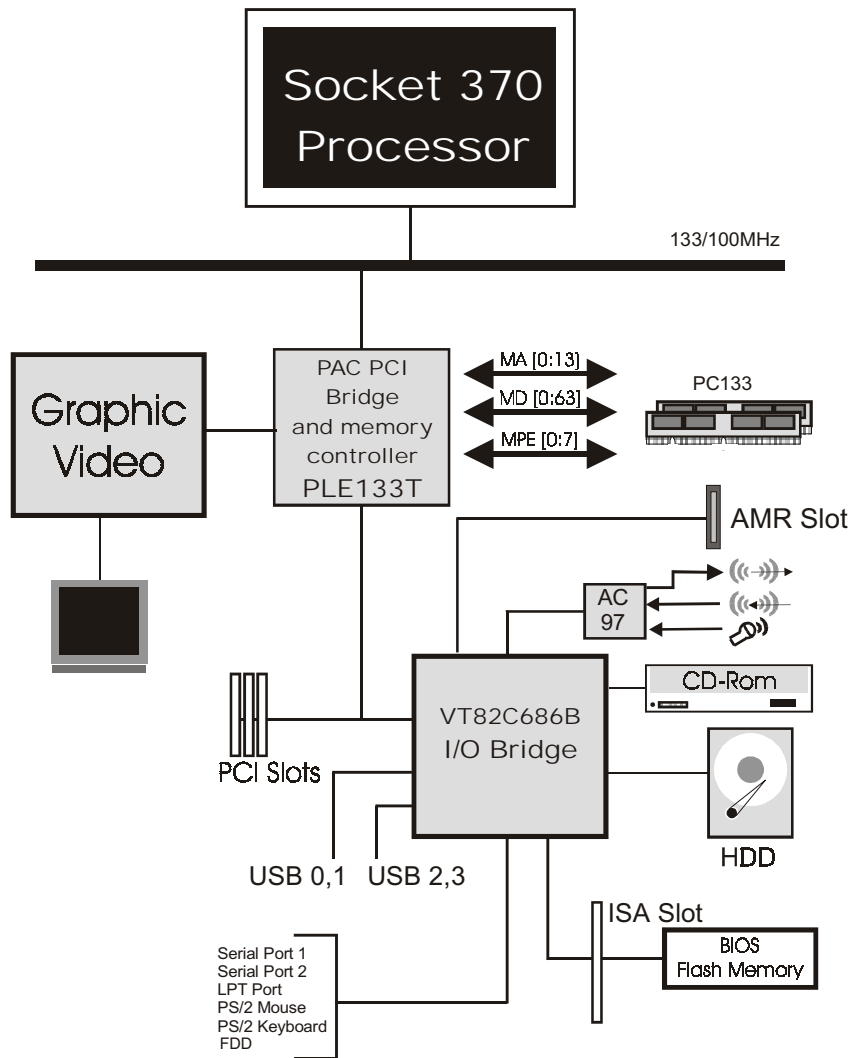 Socket 370
Processor
133/100MHz
PAC PCI
Bridge
and memory
controller
PLE133T
Graphic
Video
MA [0:13]
MD [0:63]
MPE [0:7]
PC133
AMR Slot
AC
97
CD-Rom
VT82C686B
I/O Bridge
PCI Slots
HDD
USB 0,1
USB 2,3
ISA Slot
BIOS
Flash Memory
Serial Port 1
Serial Port 2
LPT Port
PS/2 Mouse
PS/2 Keyboard
FDD